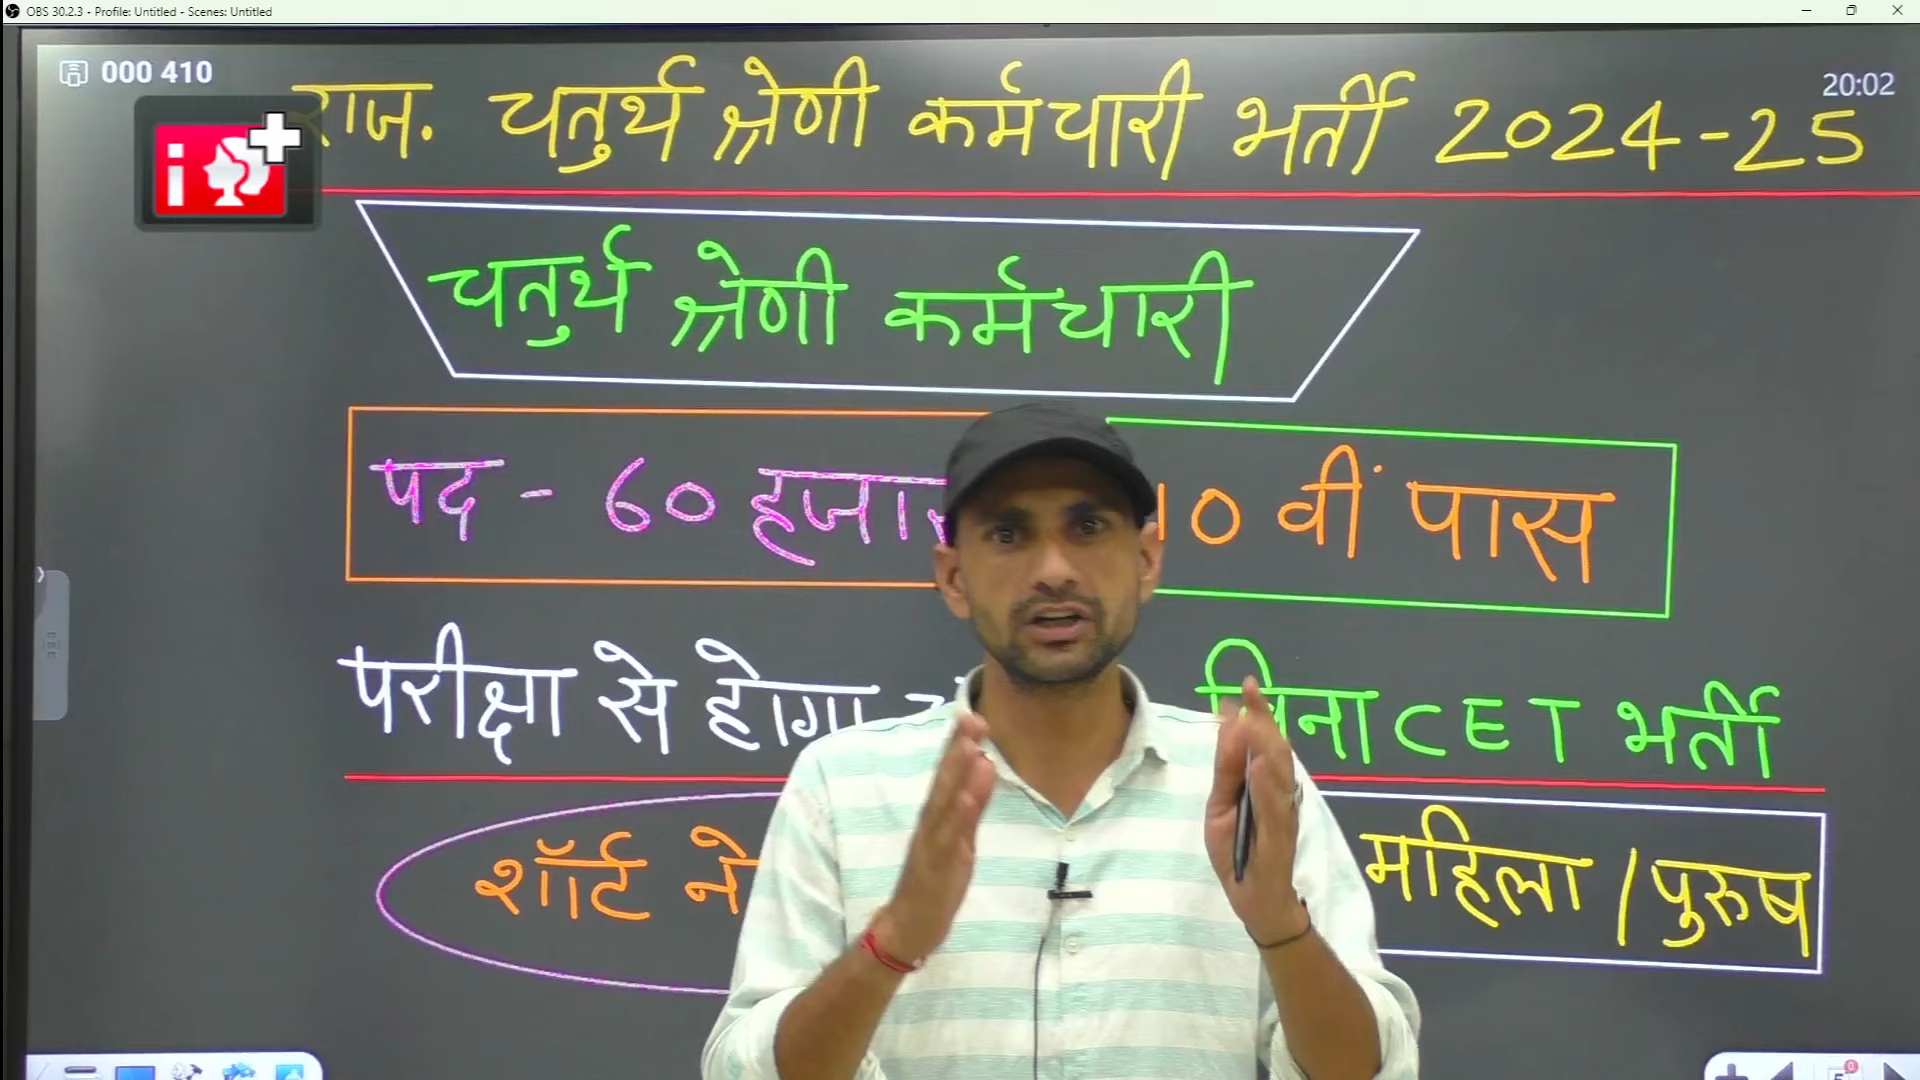 OBS 30.2.3 - Profile: Untitled - Scenes: Untitled
000 410
20:02
राज. चतुर्थ श्रेणी कर्मचारी भर्ती 2024-25
i
चतुर्थ श्रेणी कर्मचारी
पद - 60 हजार
10 वीं पास
परीक्षा से होगा
बिना CET भर्ती
शॉर्ट
महिला / पुरुष